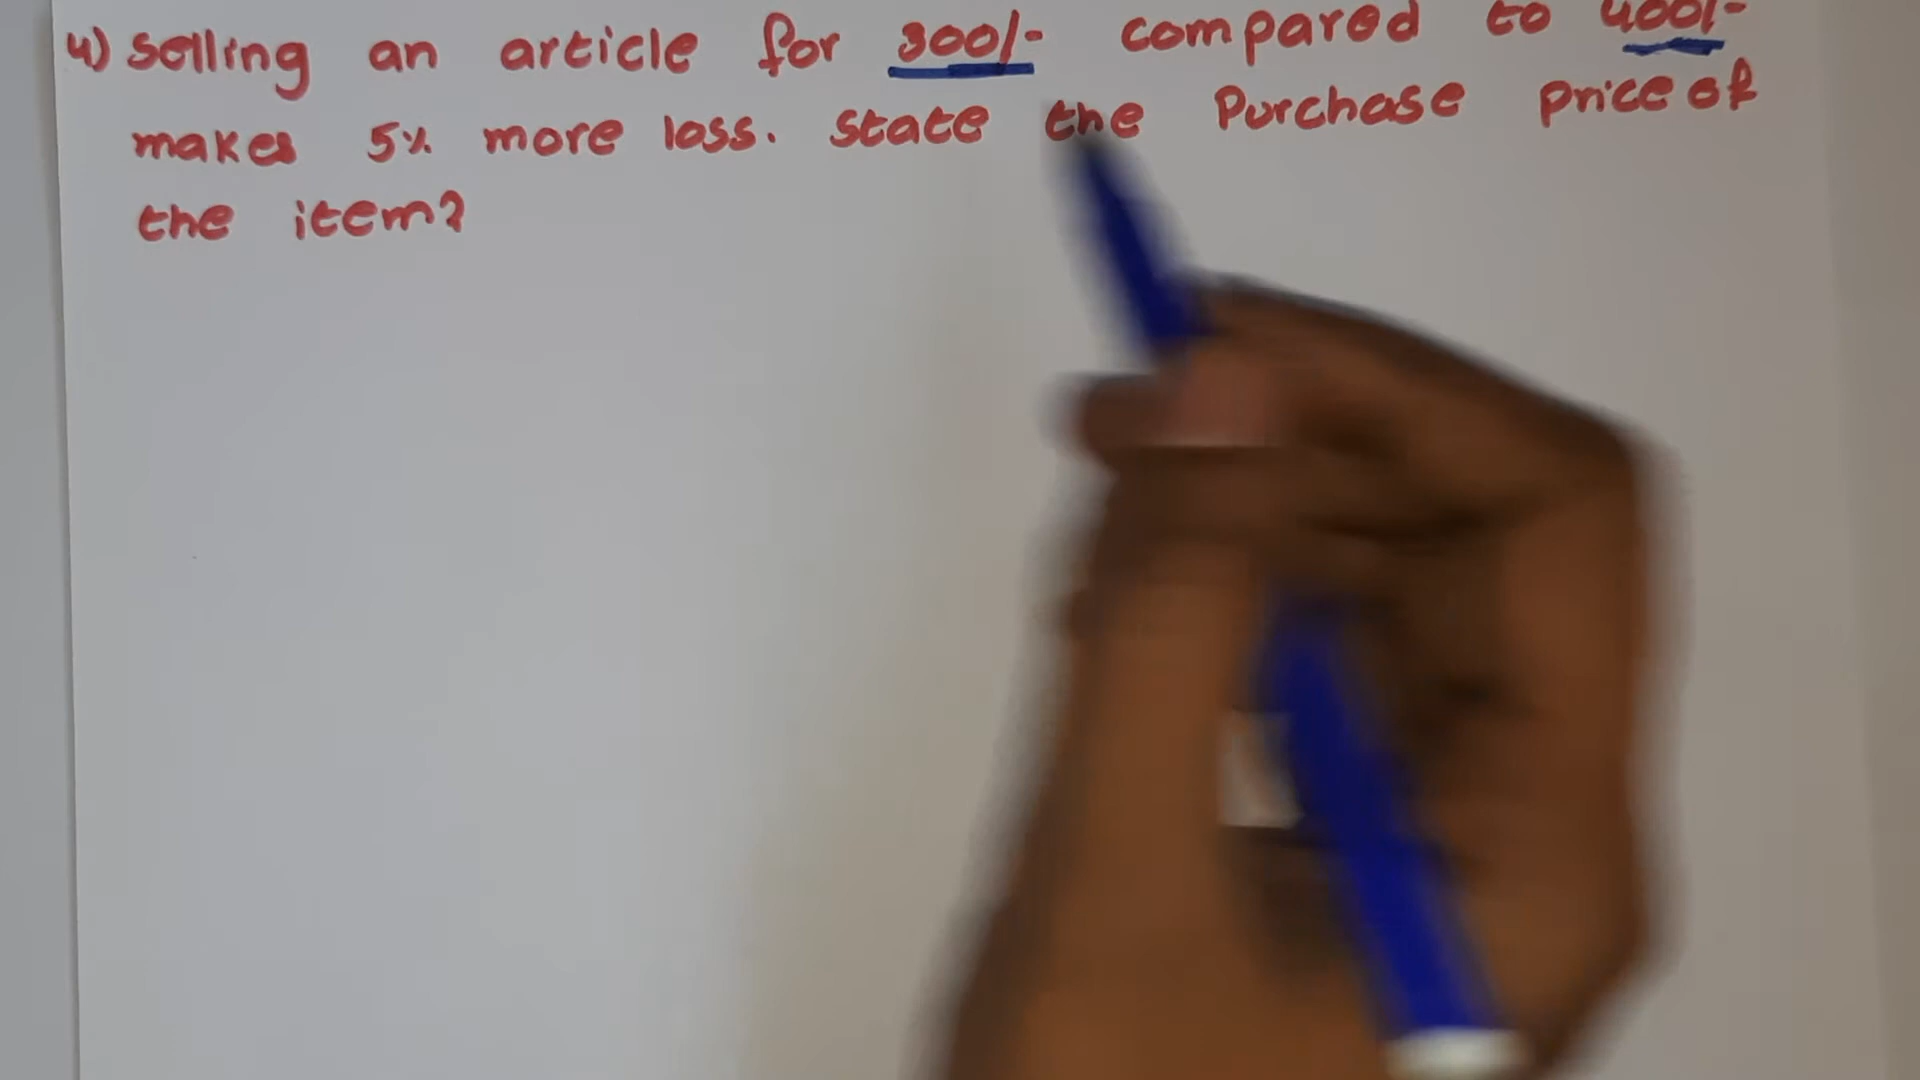 4) selling an article for 300/- compared to 400/-
makes 5% more loss. state the Purchase price of
the item?